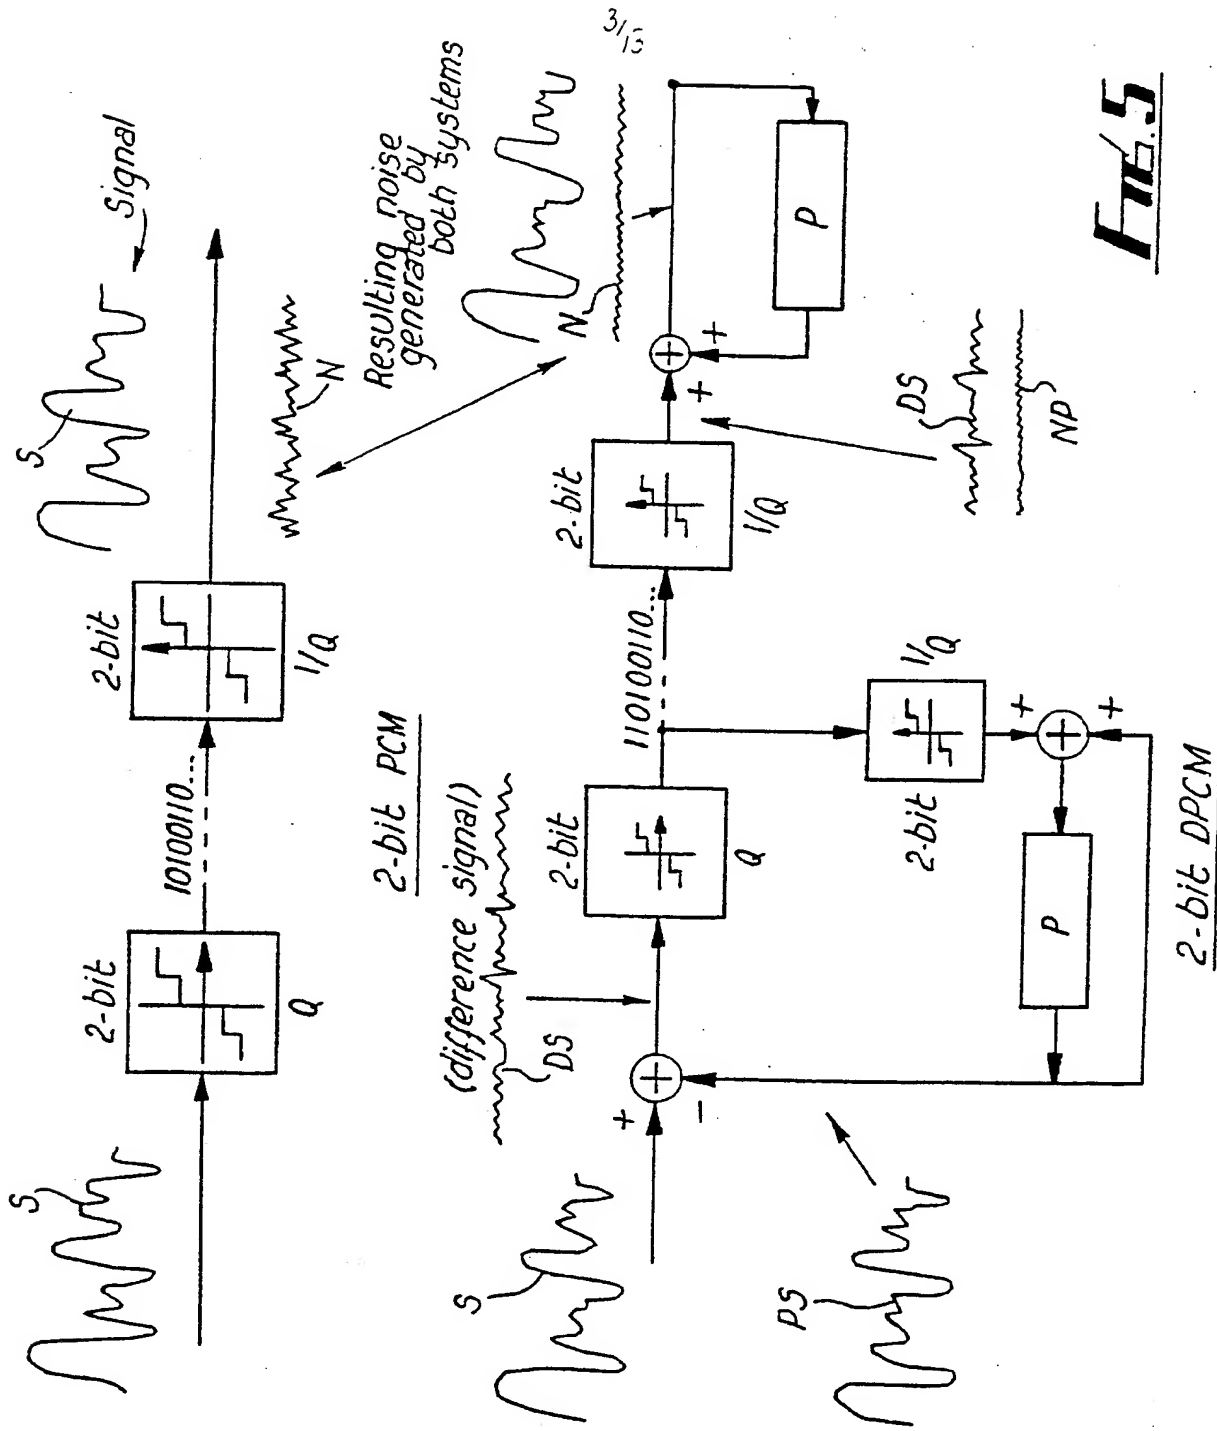 3/13
S
2-bit
Q
10100110...
2-bit
1/Q
S
Signal
N
2-bit PCM
Resulting noise
generated by
both systems
S
+
-
(difference signal)
DS
2-bit
Q
110100110...
2-bit
1/Q
+
+
N
P
DS
NP
PS
P
2-bit
1/Q
+
+
2-bit DPCM
FIG. 5